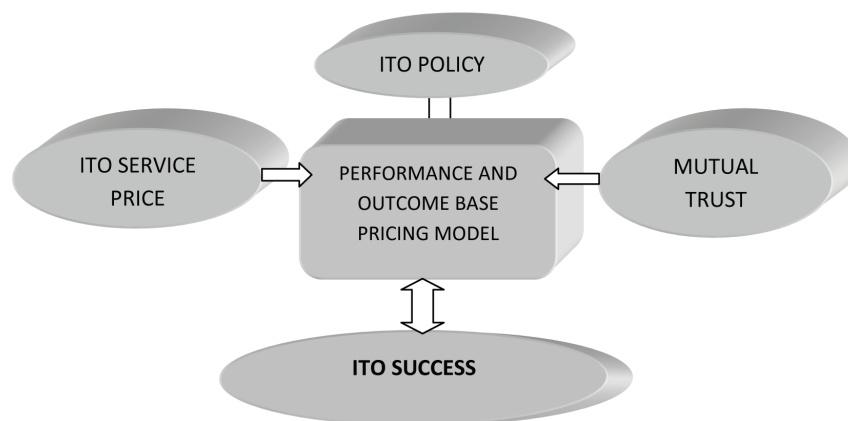 ITO POLICY
ITO SERVICE
PRICE
PERFORMANCE AND
OUTCOME BASE
PRICING MODEL
MUTUAL
TRUST
ITO SUCCESS